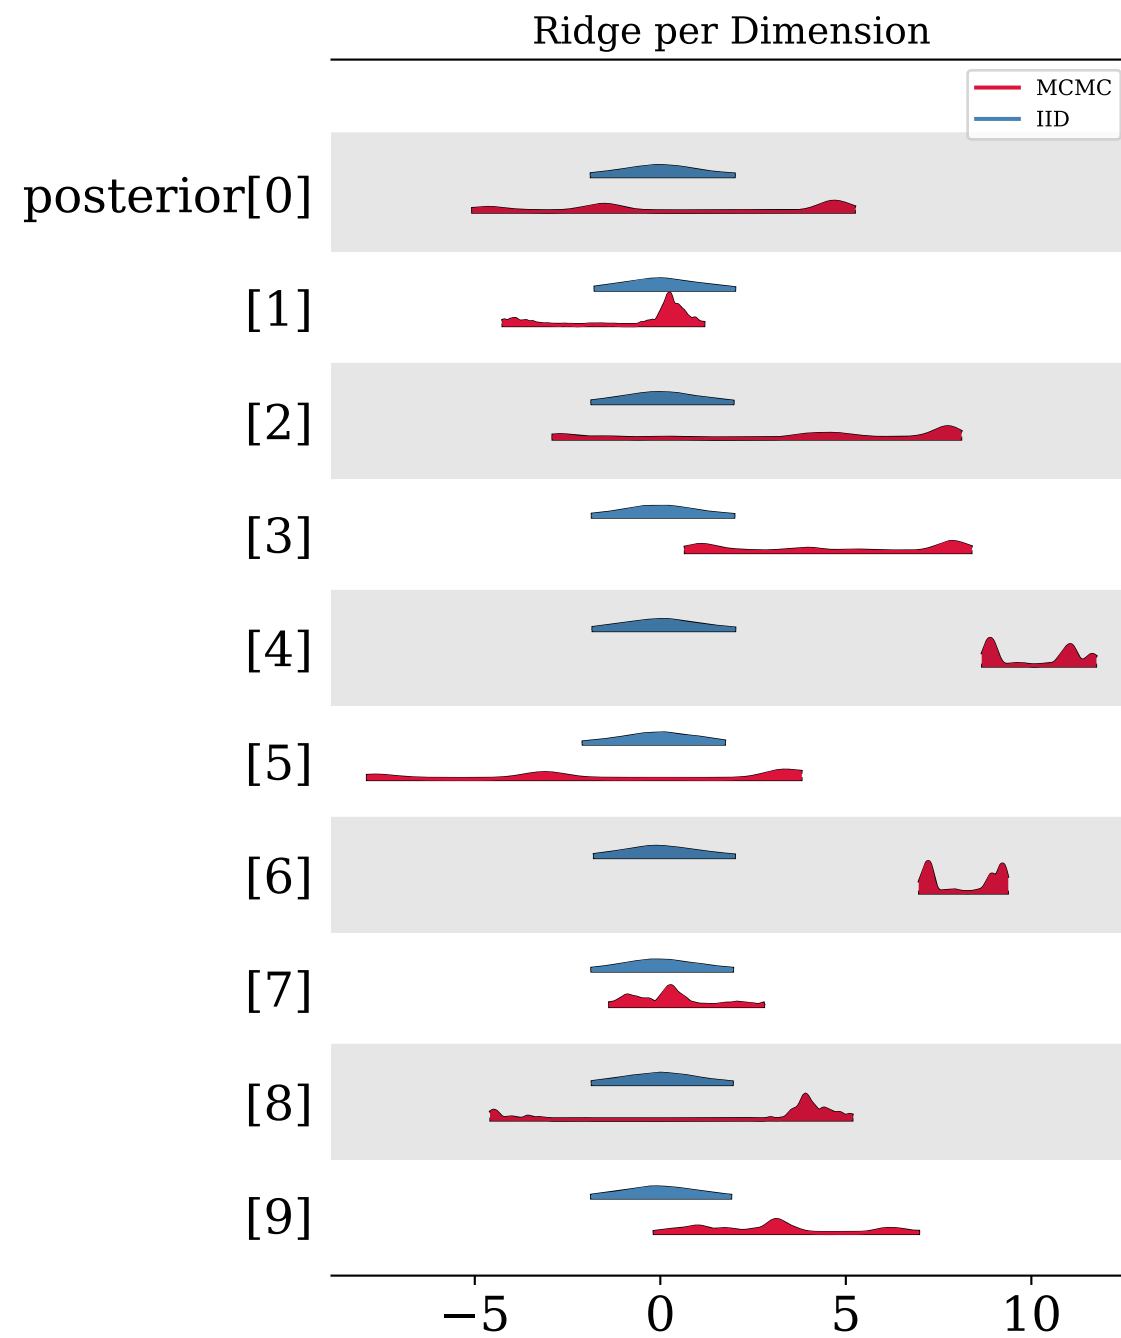 Ridge per Dimension
MCMC
IID
posterior[0]
[1]
[2]
[3]
[4]
[5]
[6]
[7]
[8]
[9]
−5 0 5 10